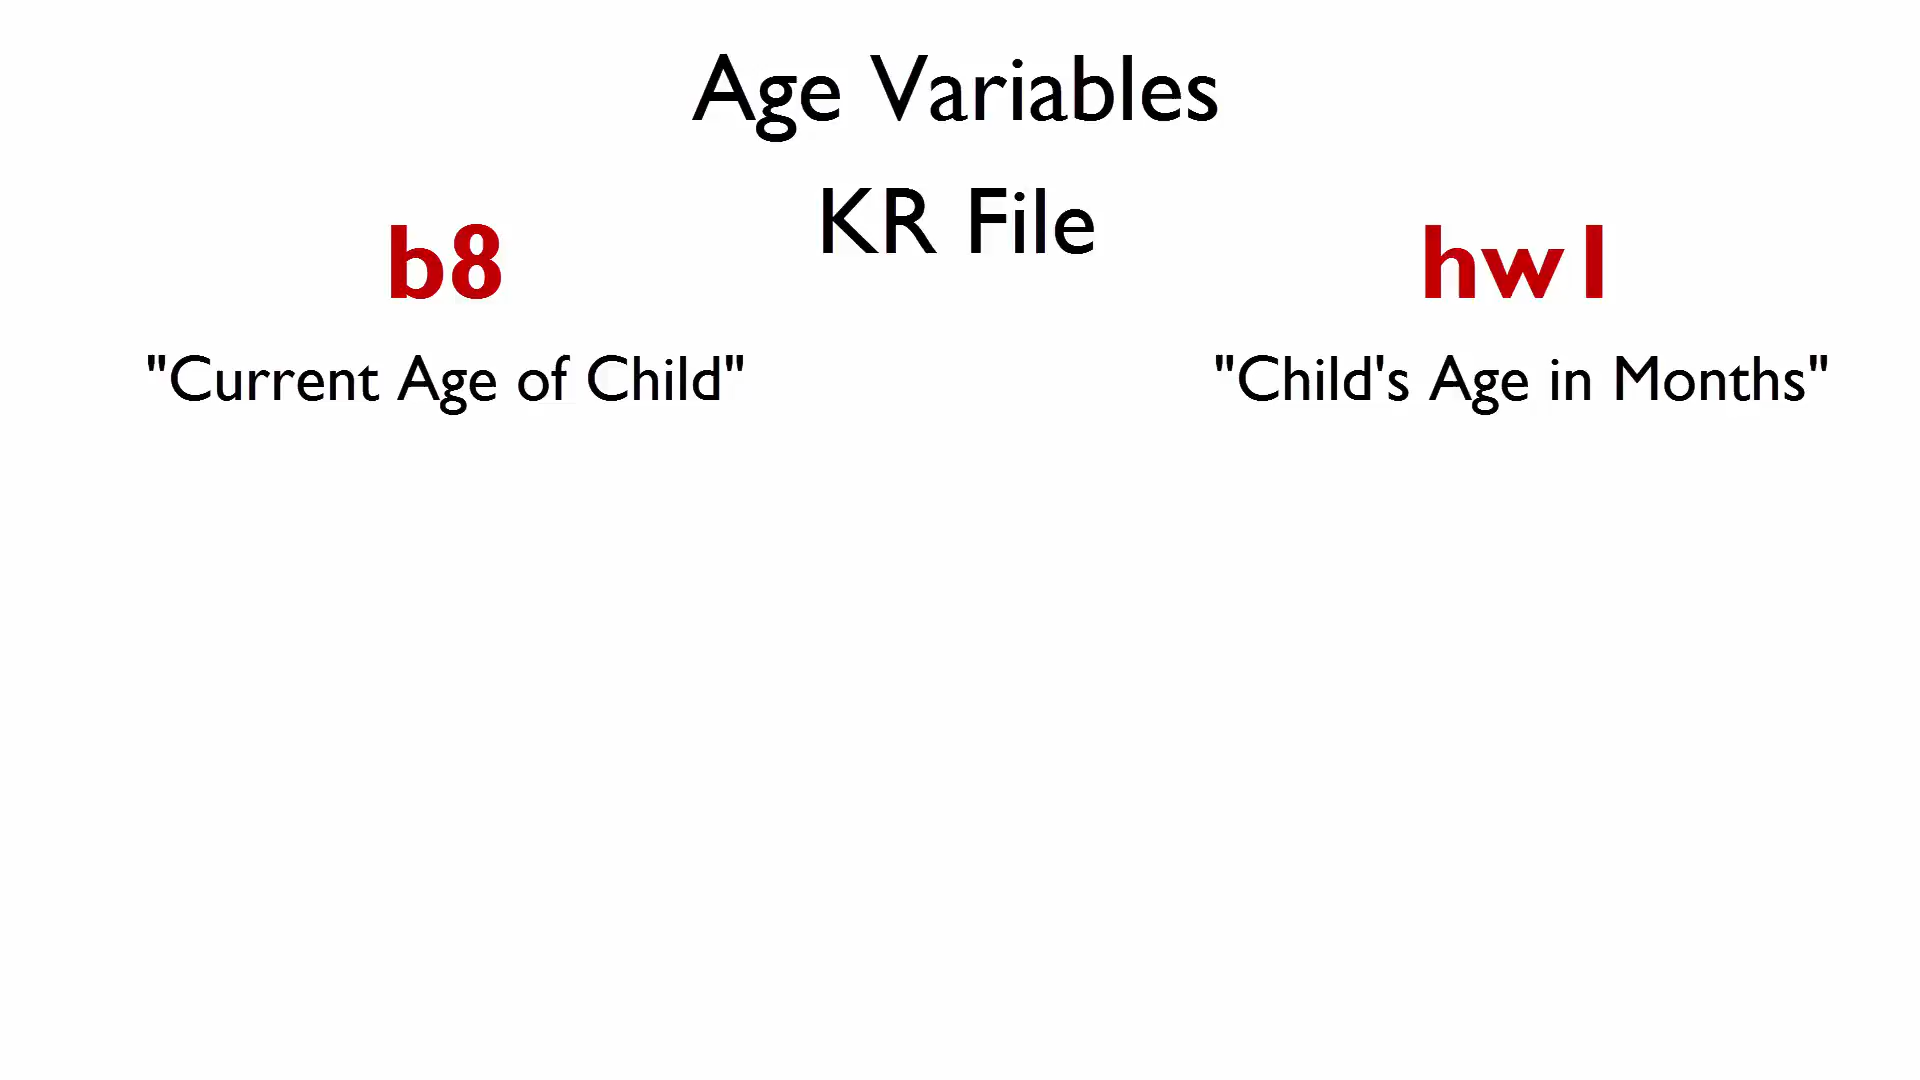 Age Variables
KR File
b8
hw1
"Current Age of Child"
"Child's Age in Months"